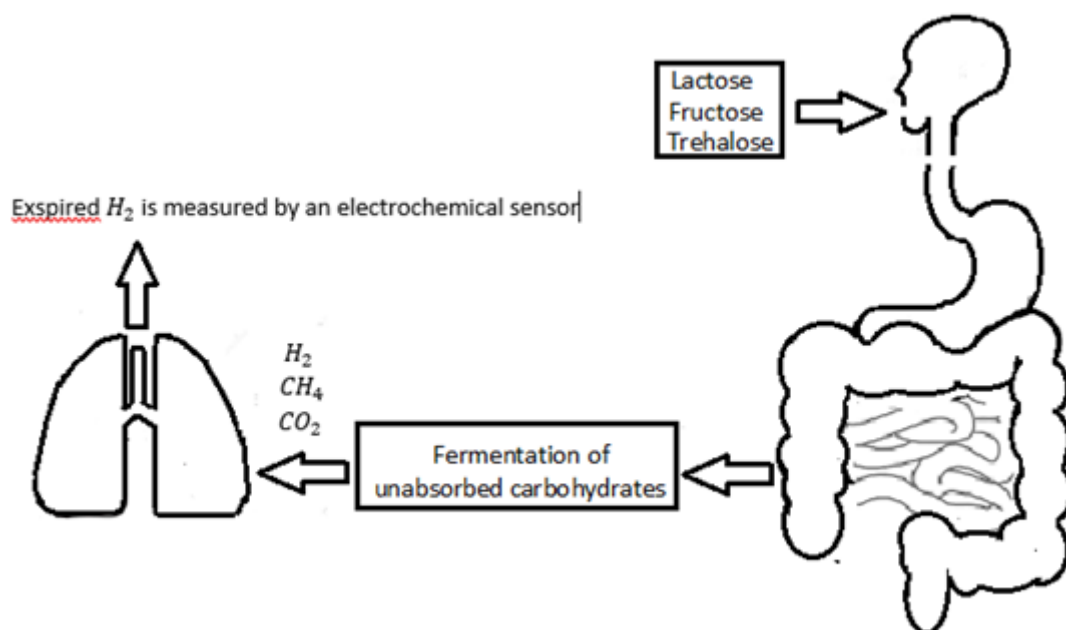 Lactose
Fructose
Trehalose
Exspired H₂ is measured by an electrochemical sensor
H₂
CH₄
CO₂
Fermentation of
unabsorbed carbohydrates